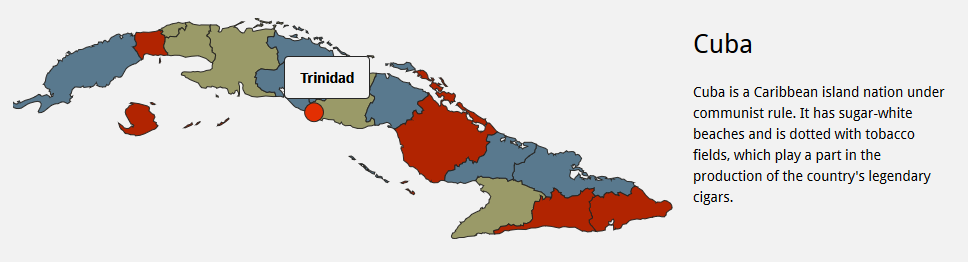 Trinidad
Cuba
Cuba is a Caribbean island nation under
communist rule. It has sugar-white
beaches and is dotted with tobacco
fields, which play a part in the
production of the country's legendary
cigars.